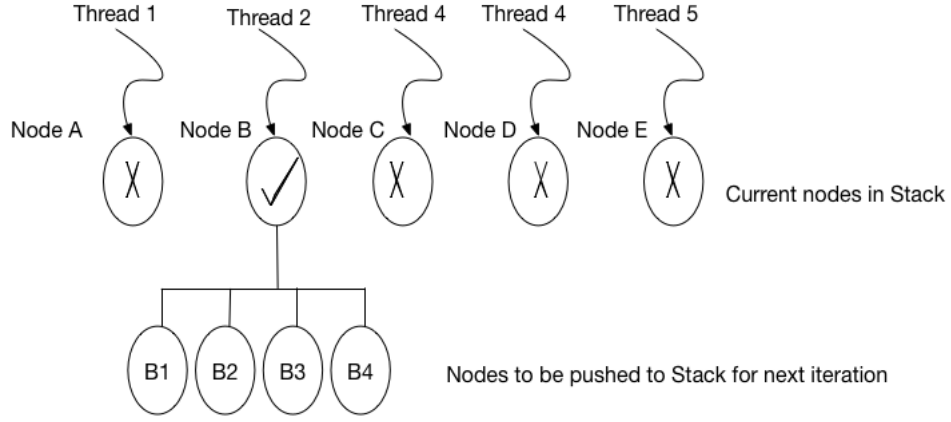 Thread 1 Thread 2 Thread 4 Thread 4 Thread 5
Node A Node B Node C Node D Node E
X X X X
Current nodes in Stack
B1 B2 B3 B4
Nodes to be pushed to Stack for next iteration